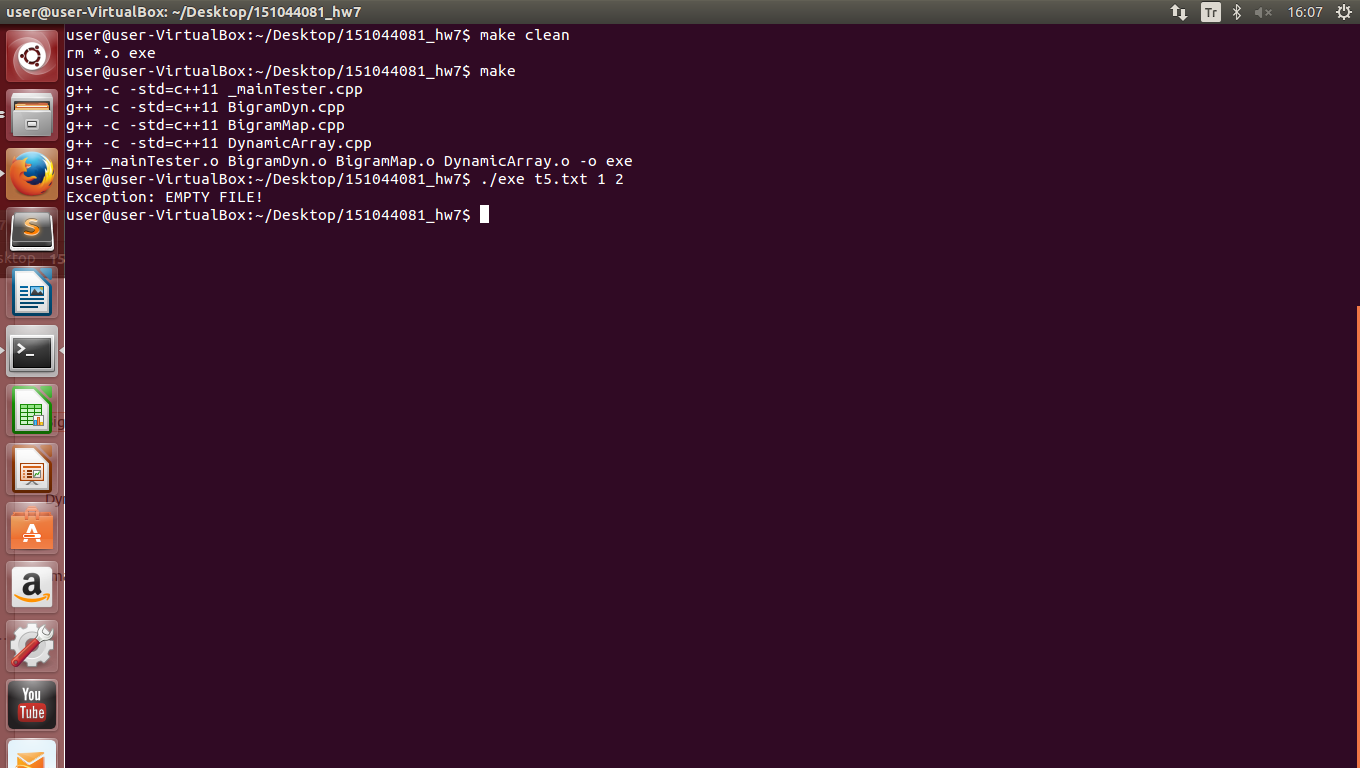 user@user-VirtualBox: ~/Desktop/151044081_hw7
Tr
16:07
user@user-VirtualBox:~/Desktop/151044081_hw7$ make clean
rm *.o exe
user@user-VirtualBox:~/Desktop/151044081_hw7$ make
g++ -c -std=c++11 _mainTester.cpp
g++ -c -std=c++11 BigramDyn.cpp
g++ -c -std=c++11 BigramMap.cpp
g++ -c -std=c++11 DynamicArray.cpp
g++ _mainTester.o BigramDyn.o BigramMap.o DynamicArray.o -o exe
user@user-VirtualBox:~/Desktop/151044081_hw7$ ./exe t5.txt 1 2
Exception: EMPTY FILE!
user@user-VirtualBox:~/Desktop/151044081_hw7$
S
>_
A
a
You
Tube